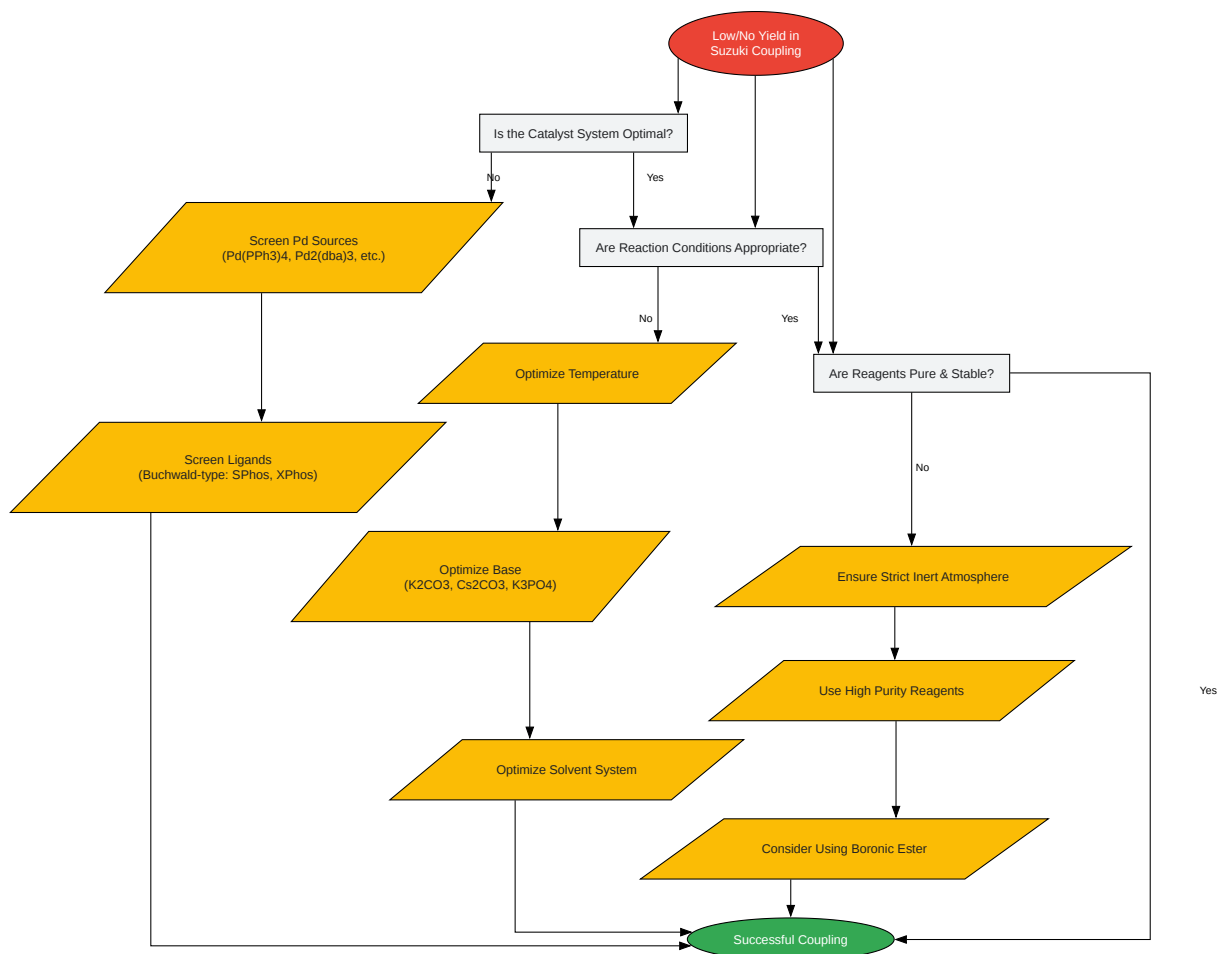 Low/No Yield in
Suzuki Coupling
Is the Catalyst System Optimal?
No
Yes
Screen Pd Sources
(Pd(PPh3)4, Pd2(dba)3, etc.)
Are Reaction Conditions Appropriate?
No
Yes
Optimize Temperature
Are Reagents Pure & Stable?
Screen Ligands
(Buchwald-type: SPhos, XPhos)
No
Optimize Base
(K2CO3, Cs2CO3, K3PO4)
Ensure Strict Inert Atmosphere
Use High Purity Reagents
Yes
Optimize Solvent System
Consider Using Boronic Ester
Successful Coupling